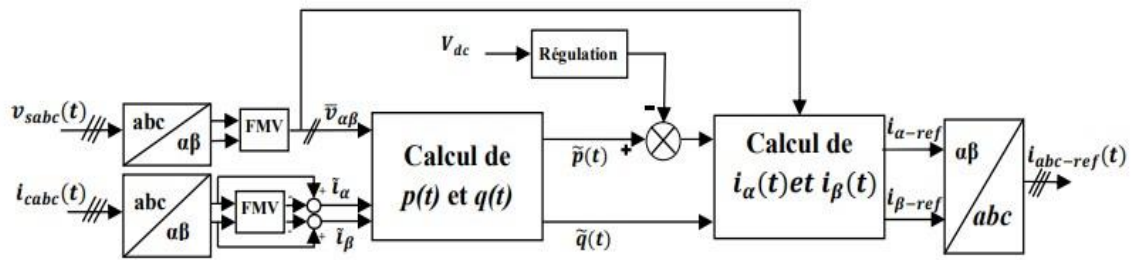 V_dc
Régulation
v_sabc(t)
abc
αβ
FMV
v̅_αβ
-
+
p̃(t)
Calcul de
p(t) et q(t)
Calcul de
i_α(t) et i_β(t)
i_α-ref
αβ
abc
i_abc-ref(t)
i_cabc(t)
abc
αβ
FMV
+
-
-
+
ĩ_α
ĩ_β
q̃(t)
i_β-ref